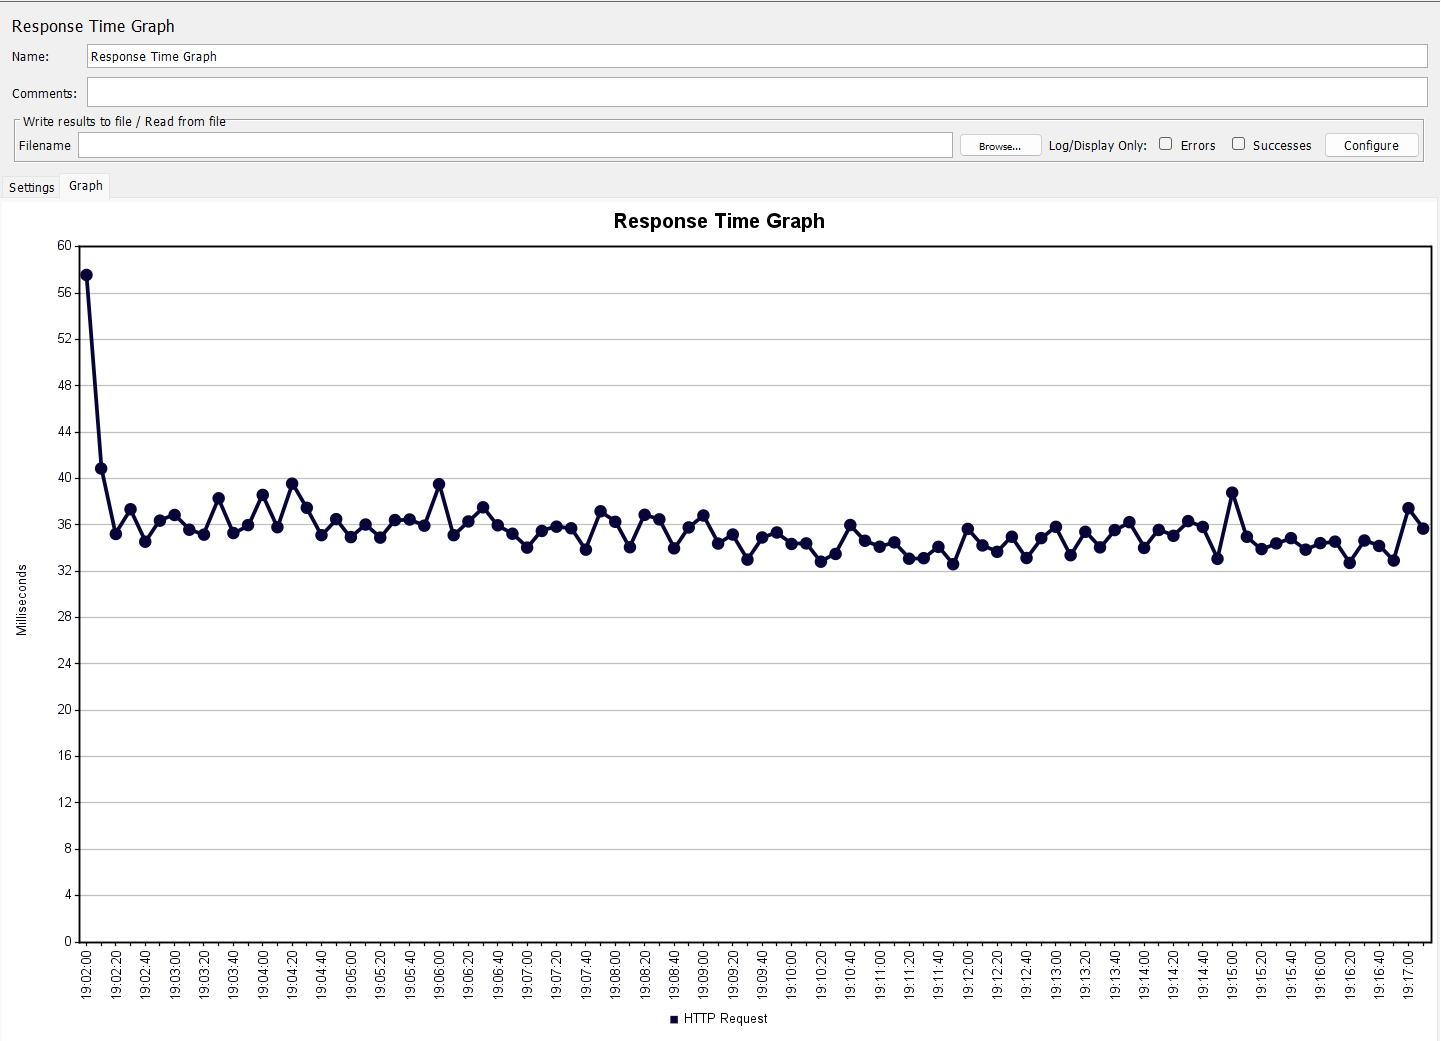 Response Time Graph
Name: Response Time Graph
Comments:
Write results to file / Read from file
Filename Browse... Log/Display Only: Errors Successes Configure
Settings Graph
Response Time Graph
60
56
52
48
44
40
36
32
28
24
20
16
12
8
4
0
Milliseconds
19:02:00 19:02:20 19:02:40 19:03:00 19:03:20 19:03:40 19:04:00 19:04:20 19:04:40 19:05:00 19:05:20 19:05:40 19:06:00 19:06:20 19:06:40 19:07:00 19:07:20 19:07:40 19:08:00 19:08:20 19:08:40 19:09:00 19:09:20 19:09:40 19:10:00 19:10:20 19:10:40 19:11:00 19:11:20 19:11:40 19:12:00 19:12:20 19:12:40 19:13:00 19:13:20 19:13:40 19:14:00 19:14:20 19:14:40 19:15:00 19:15:20 19:15:40 19:16:00 19:16:20 19:16:40 19:17:00
HTTP Request